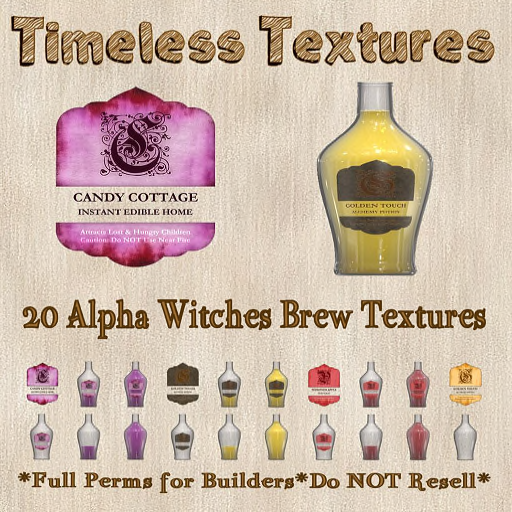 Timeless Textures
CANDY COTTAGE
INSTANT EDIBLE HOME
Attracts Lost & Hungry Children
Caution: Do NOT Use Near Fire
GOLDEN TOUCH
ALCHEMY POTION
20 Alpha Witches Brew Textures
*Full Perms for Builders*Do NOT Resell*